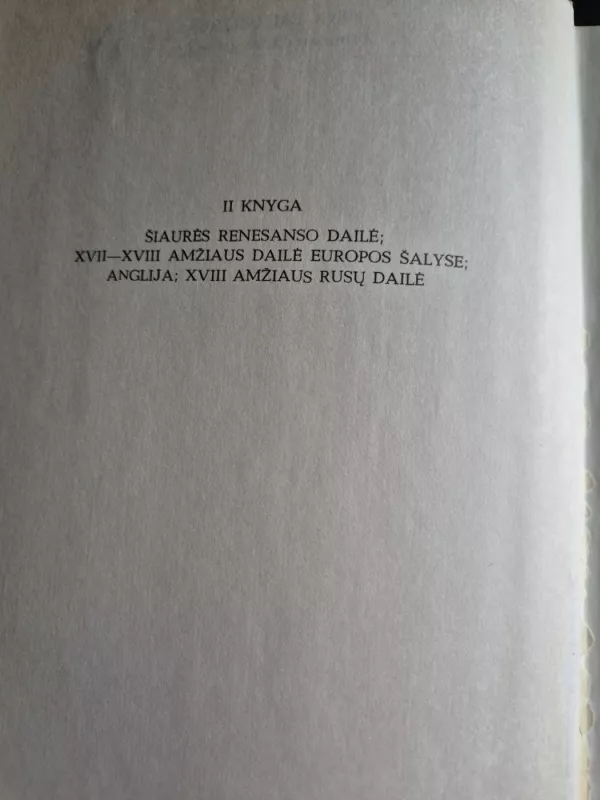 II KNYGA
ŠIAURĖS RENESANSO DAILĖ;
XVII—XVIII AMŽIAUS DAILĖ EUROPOS ŠALYSE;
ANGLIJA; XVIII AMŽIAUS RUSŲ DAILĖ